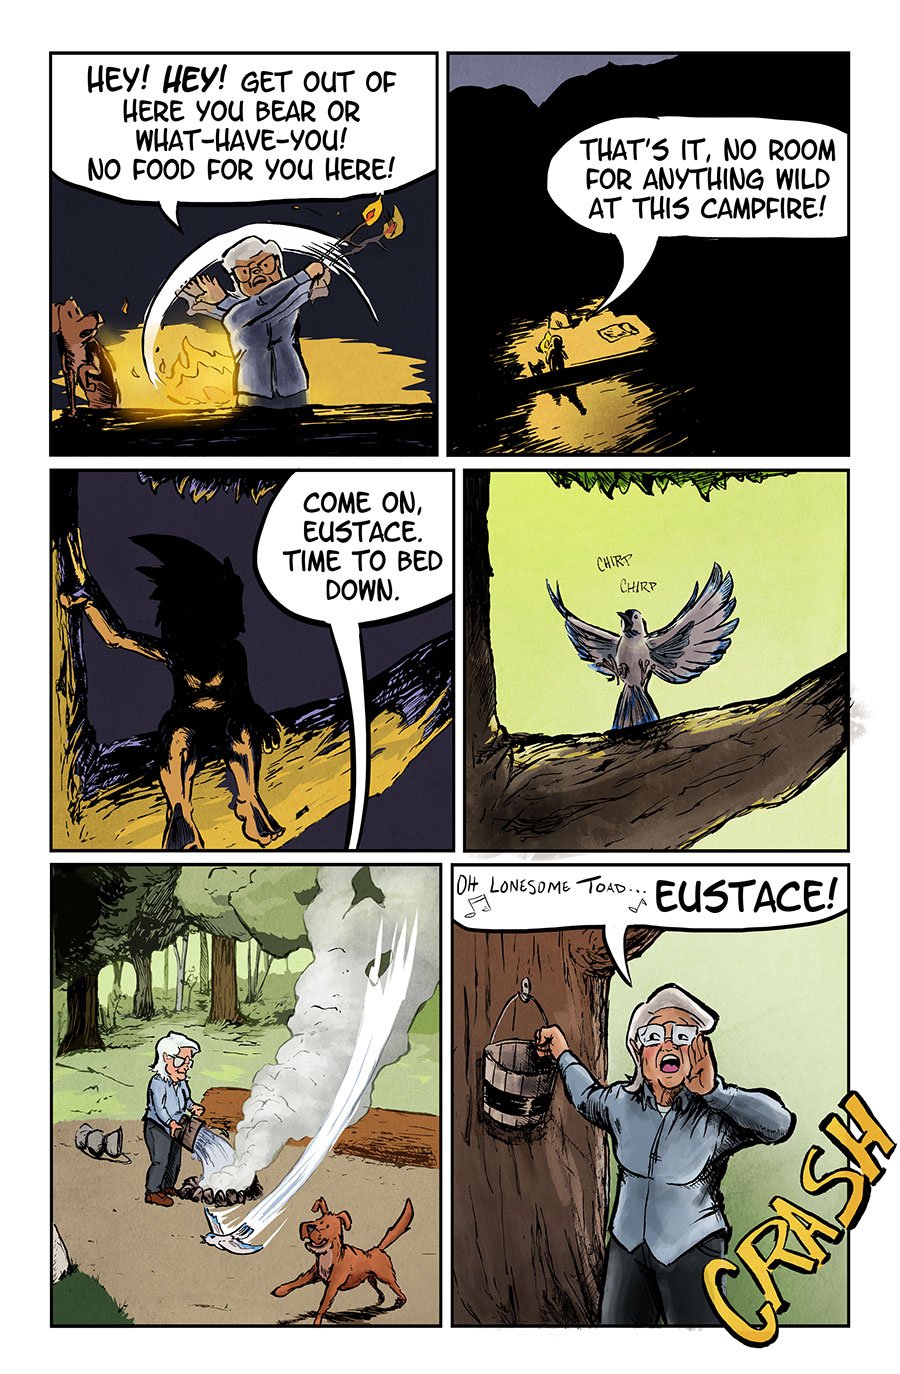 HEY! HEY! GET OUT OF
HERE YOU BEAR OR
WHAT-HAVE-YOU!
NO FOOD FOR YOU HERE!
THAT'S IT, NO ROOM
FOR ANYTHING WILD
AT THIS CAMPFIRE!
COME ON,
EUSTACE.
TIME TO BED
DOWN.
CHIRP
CHIRP
OH LONESOME TOAD...
EUSTACE!
CRASH